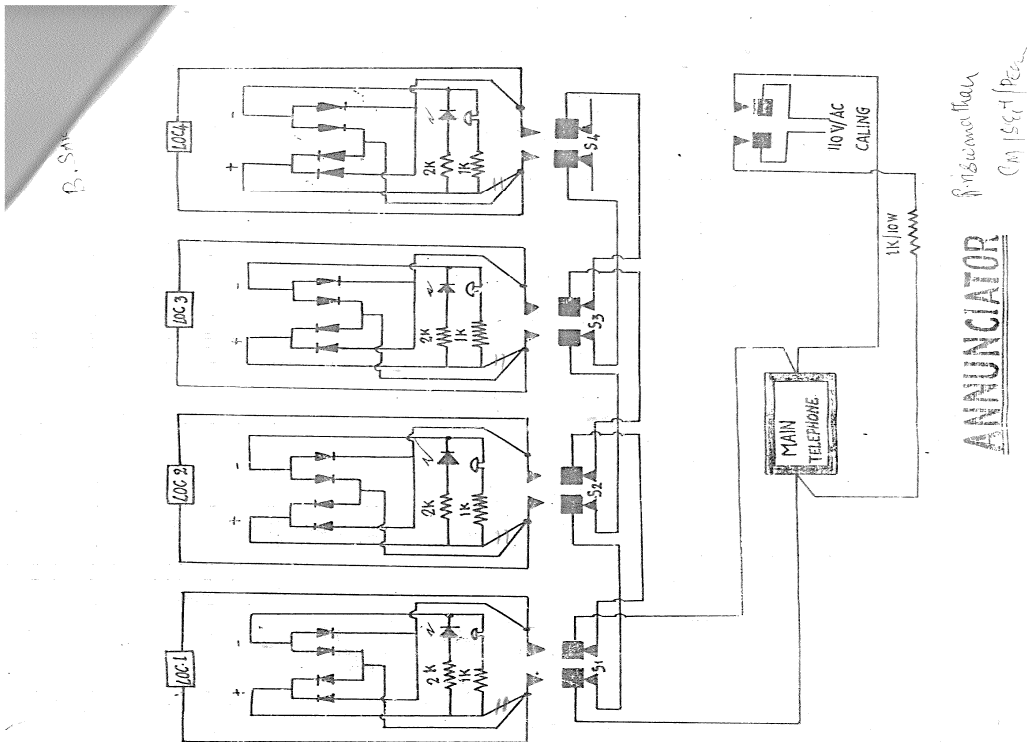 LOC 4
+
-
2K
1K
S4
LOC 3
+
-
2K
1K
S3
LOC 2
+
-
2K
1K
S2
LOC-1
+
-
2K
1K
S1
110V/AC
CALING
1K/10W
MAIN
TELEPHONE.
ANNUNCIATOR